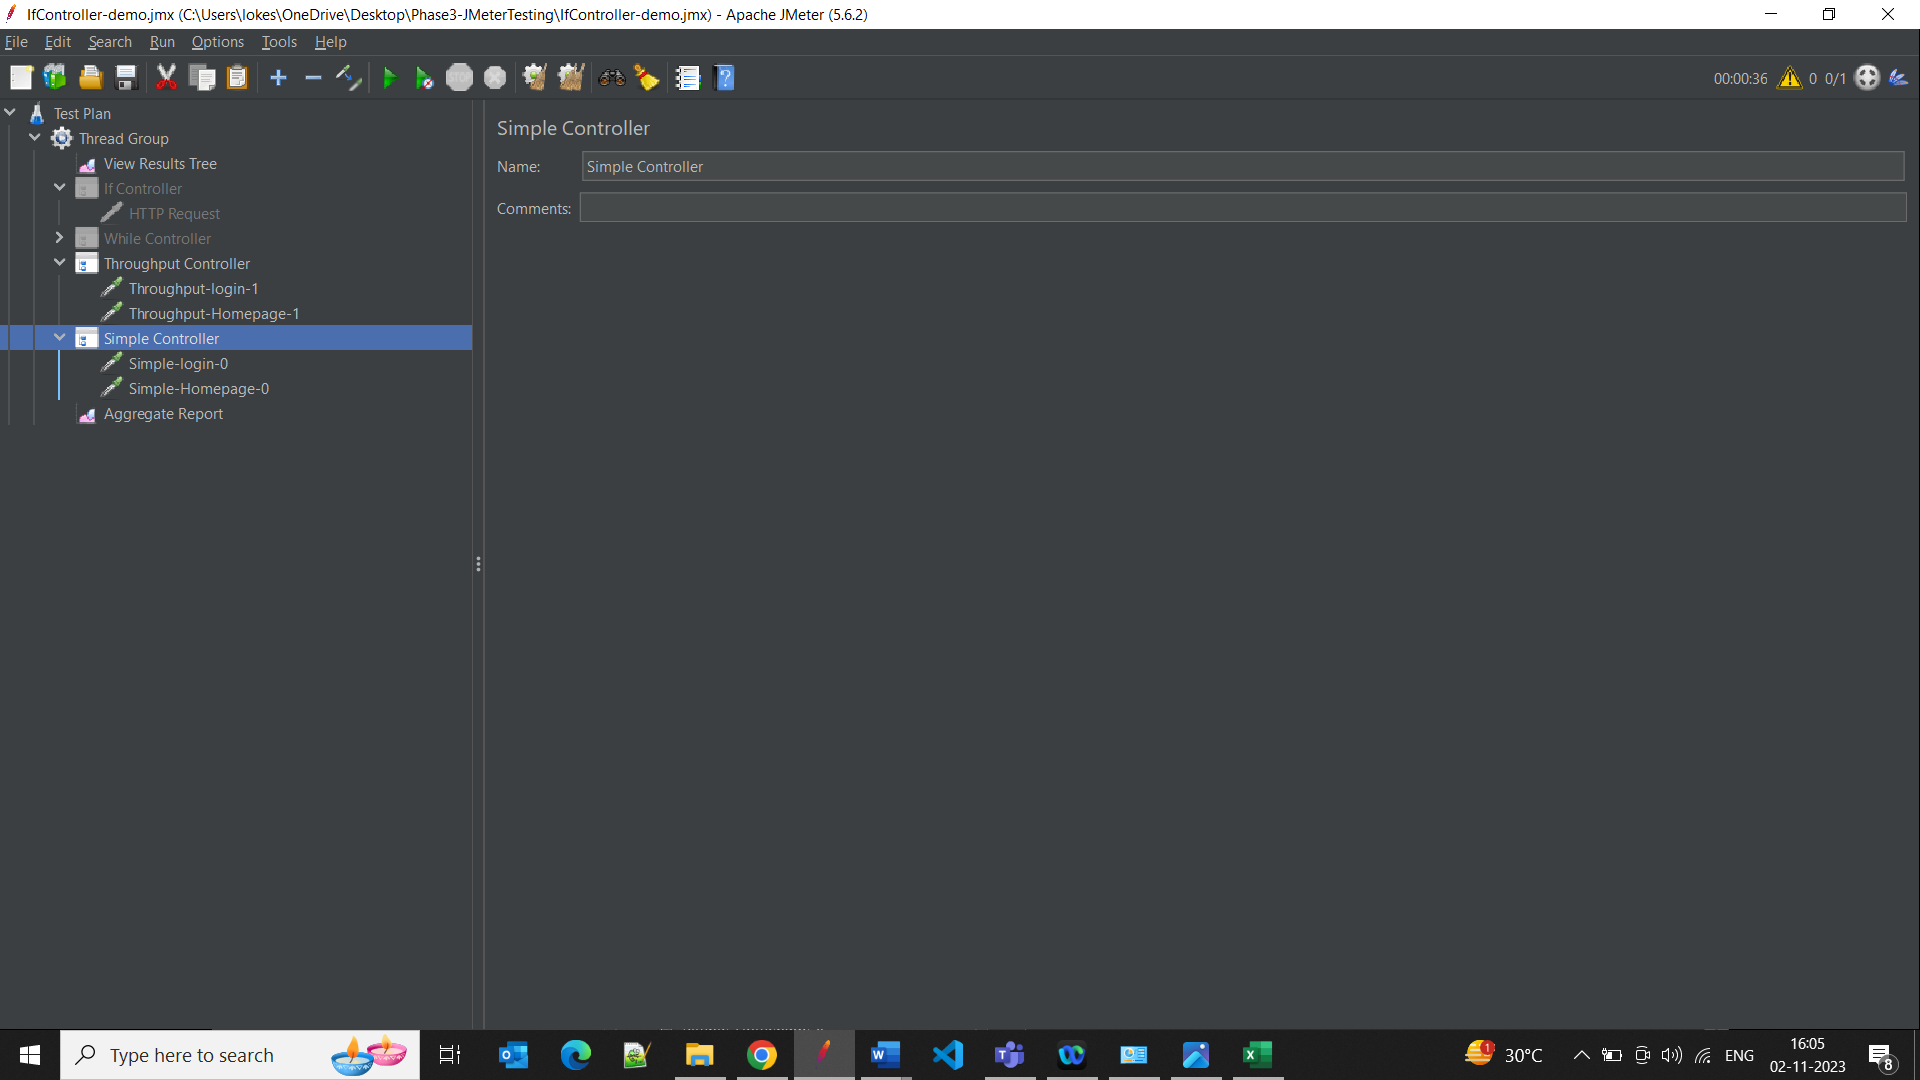 IfController-demo.jmx (C:\Users\lokes\OneDrive\Desktop\Phase3-JMeterTesting\IfController-demo.jmx) - Apache JMeter (5.6.2)
File Edit Search Run Options Tools Help
STOP
00:00:36 0 0/1
Test Plan
Thread Group
View Results Tree
If Controller
HTTP Request
While Controller
Throughput Controller
Throughput-login-1
Throughput-Homepage-1
Simple Controller
Simple-login-0
Simple-Homepage-0
Aggregate Report
Simple Controller
Name: Simple Controller
Comments:
Type here to search
1 30°C ENG
16:05
02-11-2023
8